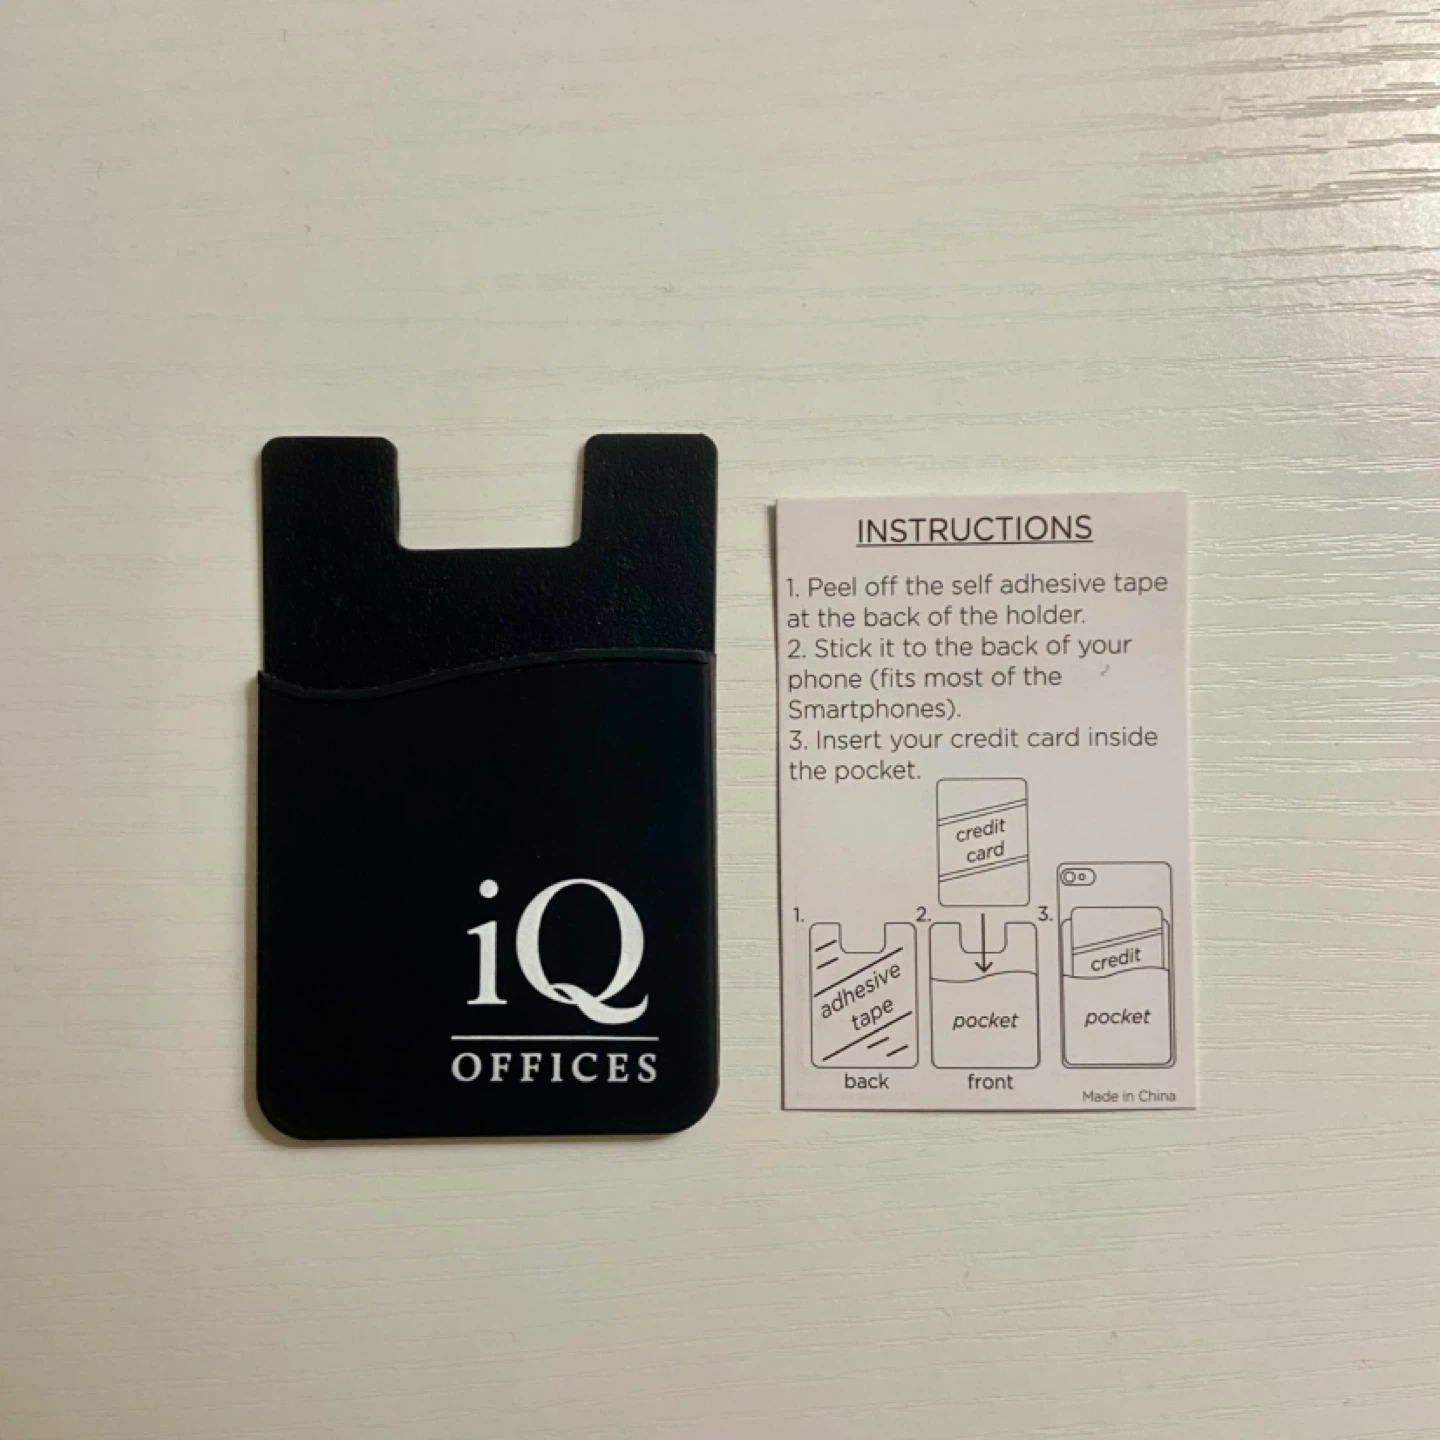 iQ
OFFICES
INSTRUCTIONS
1. Peel off the self adhesive tape
at the back of the holder.
2. Stick it to the back of your
phone (fits most of the
Smartphones).
3. Insert your credit card inside
the pocket.
credit
card
1.
2.
3.
adhesive
tape
pocket
credit
pocket
back
front
Made in China